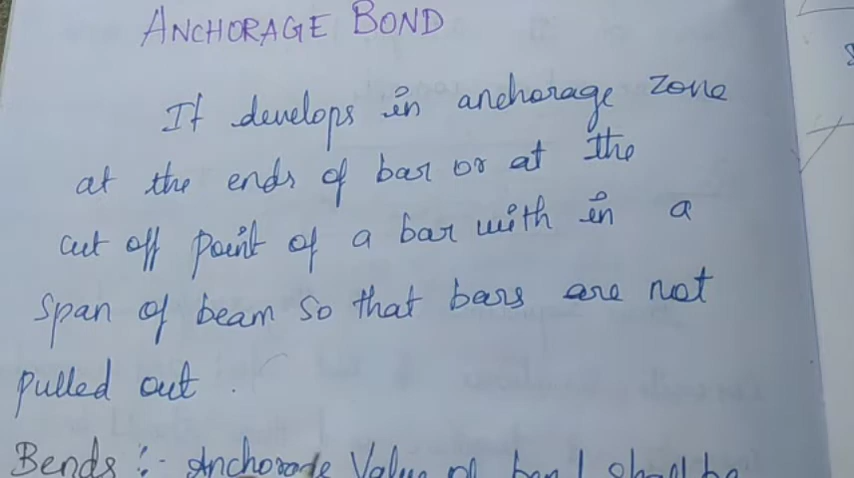 ANCHORAGE BOND
It develops in anchorage zone
at the ends of bar or at the
cut off point of a bar with in a
span of beam so that bars are not
pulled out.
Bends :- Anchorage Value of bend shall be